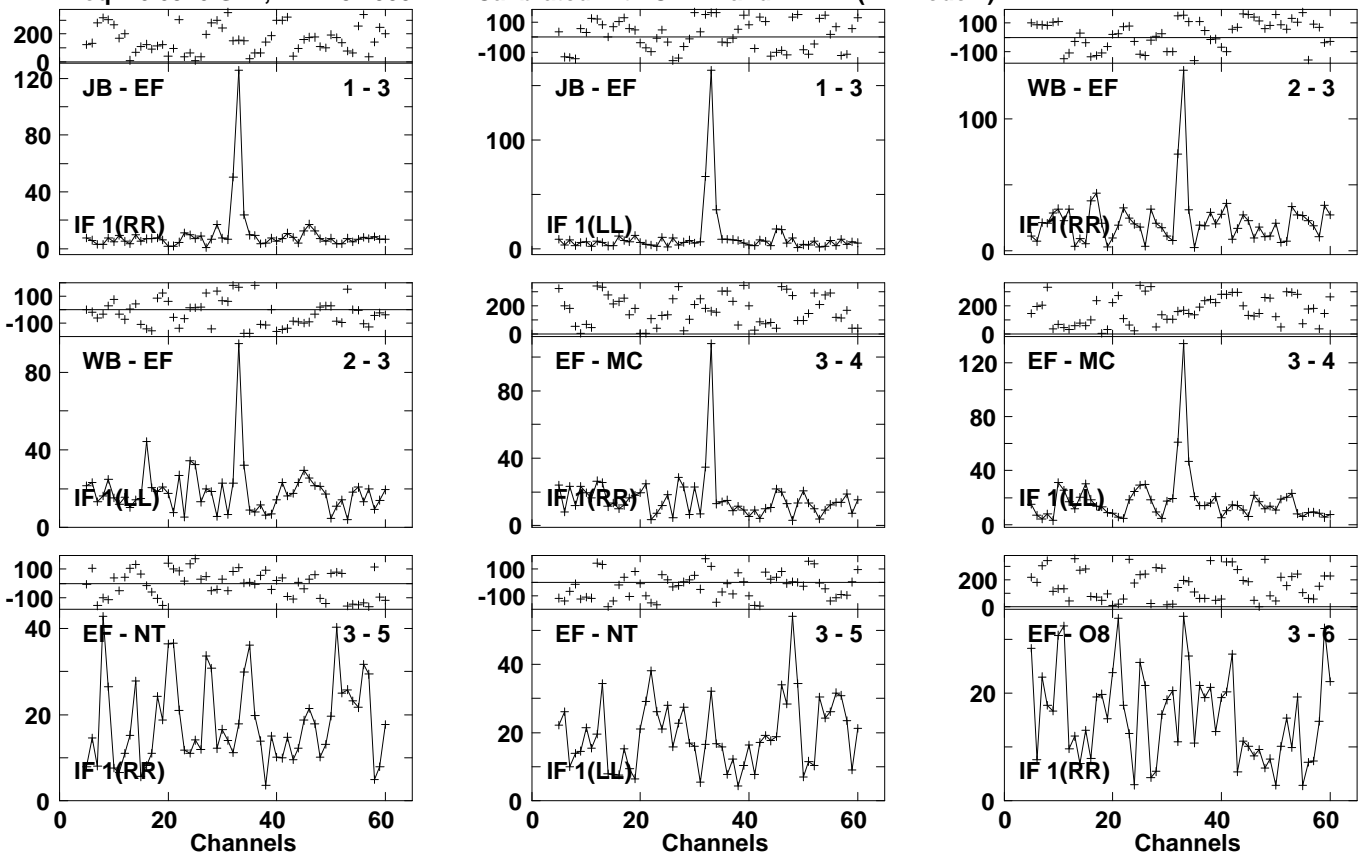 200
0
100
-100
100
-100
120
80
40
0
JB - EF 1 - 3
IF 1(RR)
100
0
JB - EF 1 - 3
IF 1(LL)
100
0
WB - EF 2 - 3
IF 1(RR)
100
-100
200
0
200
0
80
40
0
WB - EF 2 - 3
IF 1(LL)
80
40
0
EF - MC 3 - 4
IF 1(RR)
120
80
40
0
EF - MC 3 - 4
IF 1(LL)
100
-100
100
-100
200
0
40
20
0
EF - NT 3 - 5
IF 1(RR)
40
20
0
EF - NT 3 - 5
IF 1(LL)
20
0
EF - O8 3 - 6
IF 1(RR)
0 20 40 60
0 20 40 60
0 20 40 60
Channels
Channels
Channels